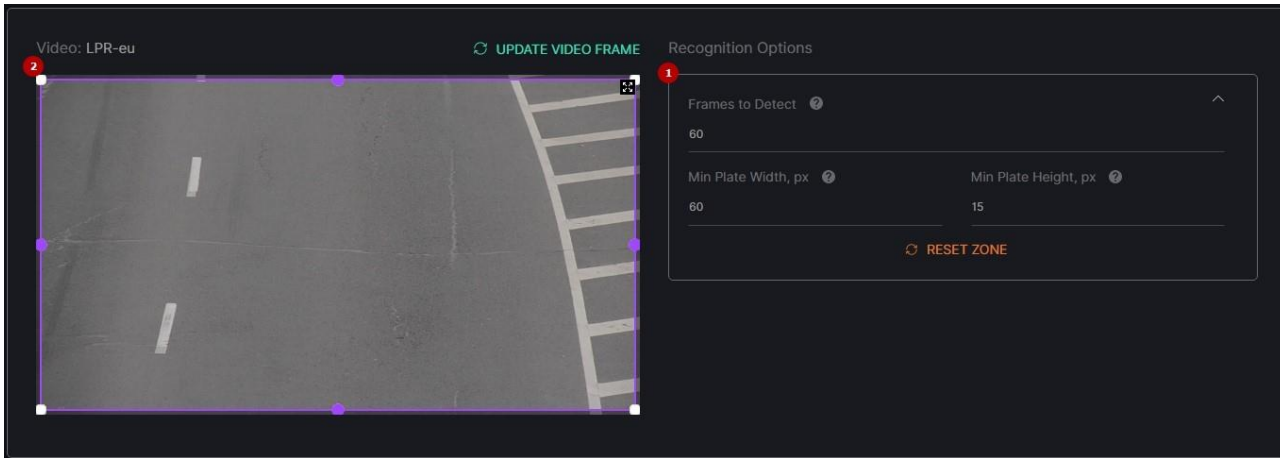 Video: LPR-eu
UPDATE VIDEO FRAME
2
Recognition Options
1
Frames to Detect ?
60
Min Plate Width, px ?
60
Min Plate Height, px ?
15
RESET ZONE